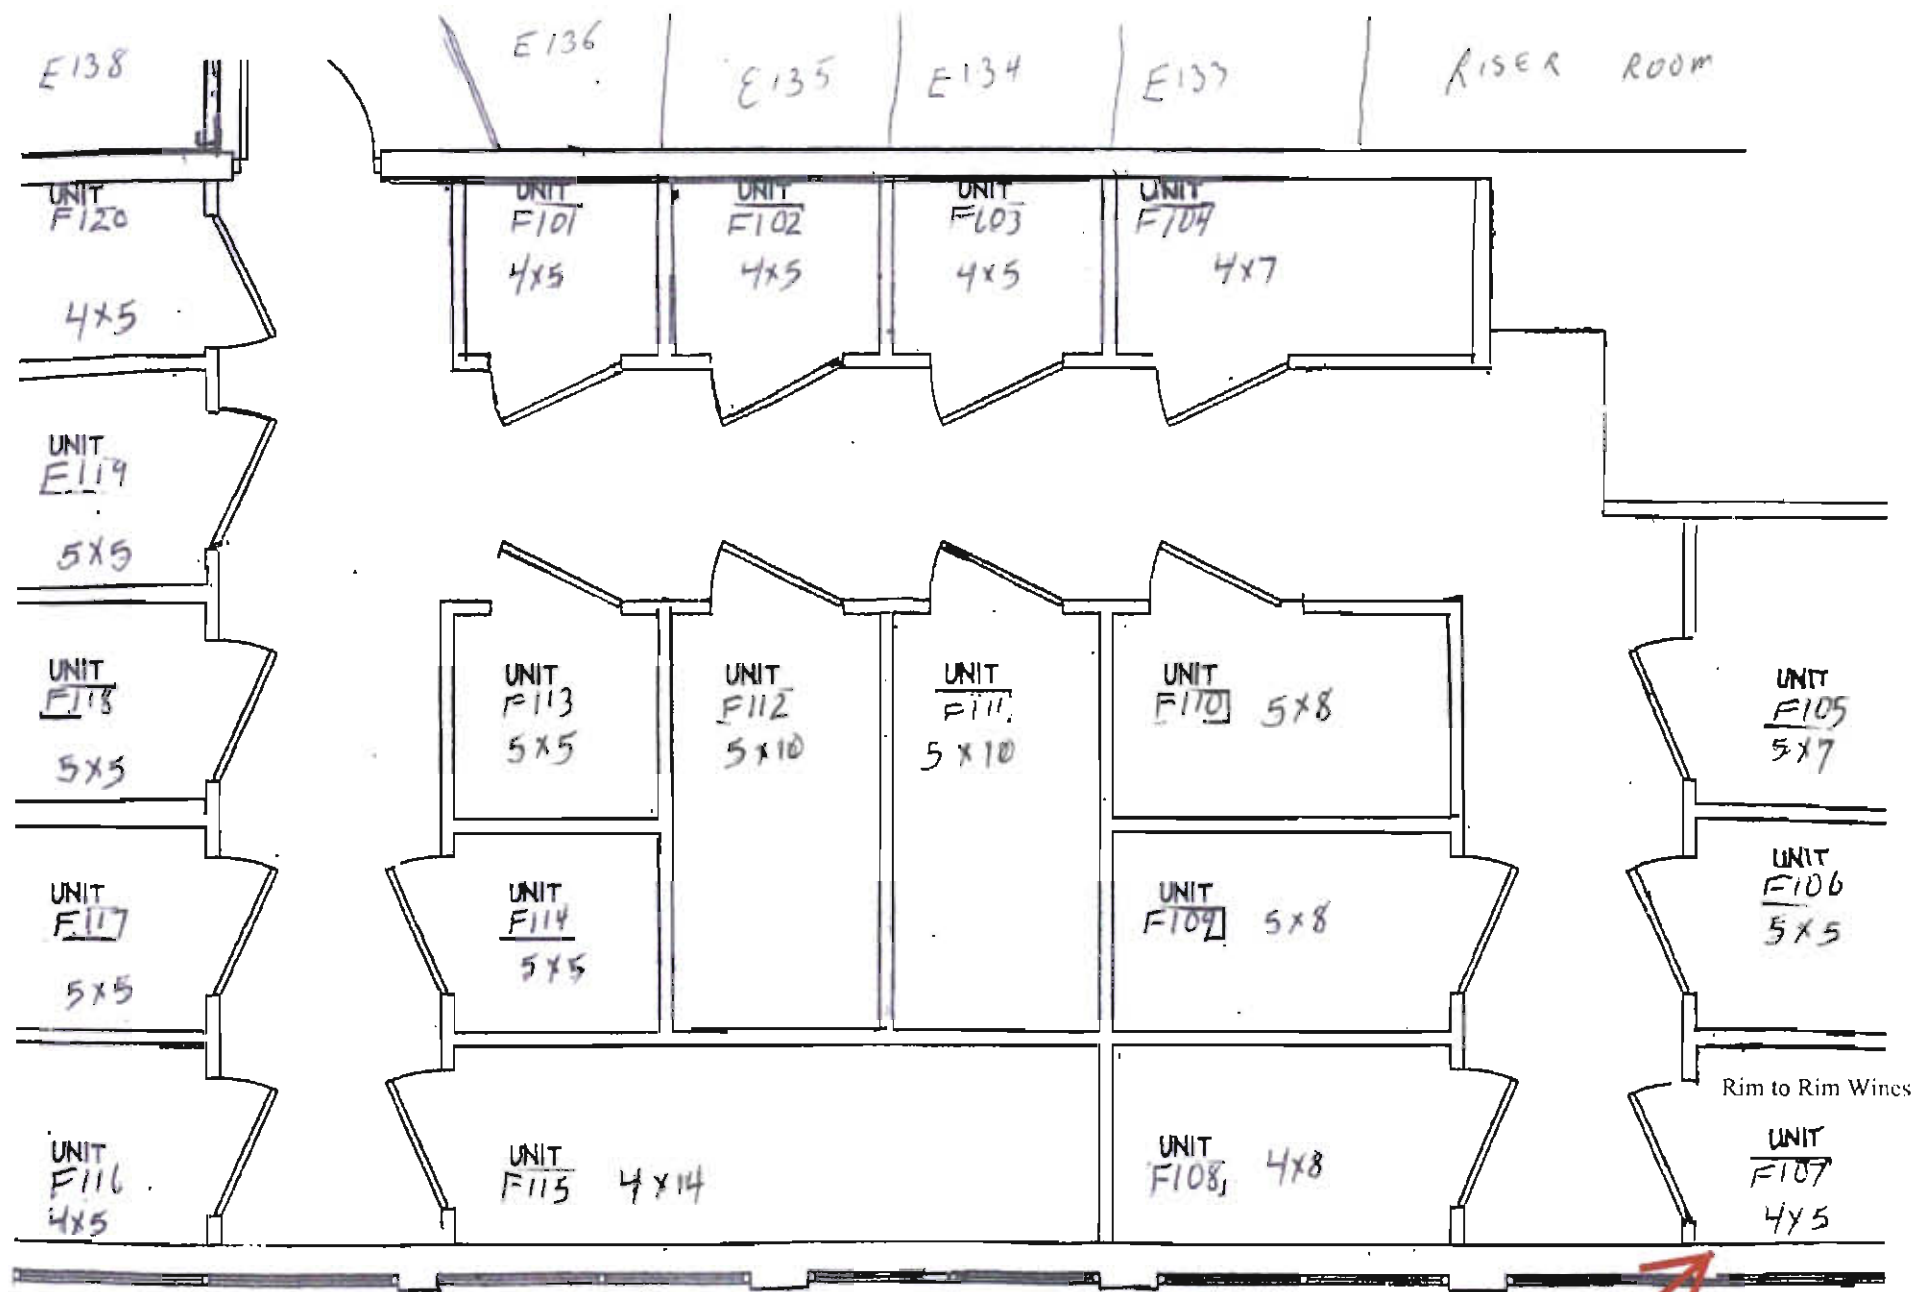 E138
E136
E135
E134
E133
RISER ROOM
UNIT
F120
4x5
UNIT
F101
4x5
UNIT
F102
4x5
UNIT
F103
4x5
UNIT
F104
4x7
UNIT
F119
5x5
UNIT
F118
5x5
UNIT
F113
5x5
UNIT
F112
5x10
UNIT
F111
5x10
UNIT
F110 5x8
UNIT
F105
5x7
UNIT
F117
5x5
UNIT
F114
5x5
UNIT
F109 5x8
UNIT
F106
5x5
UNIT
F116
4x5
UNIT
F115 4x14
UNIT
F108 4x8
Rim to Rim Wines
UNIT
F107
4x5